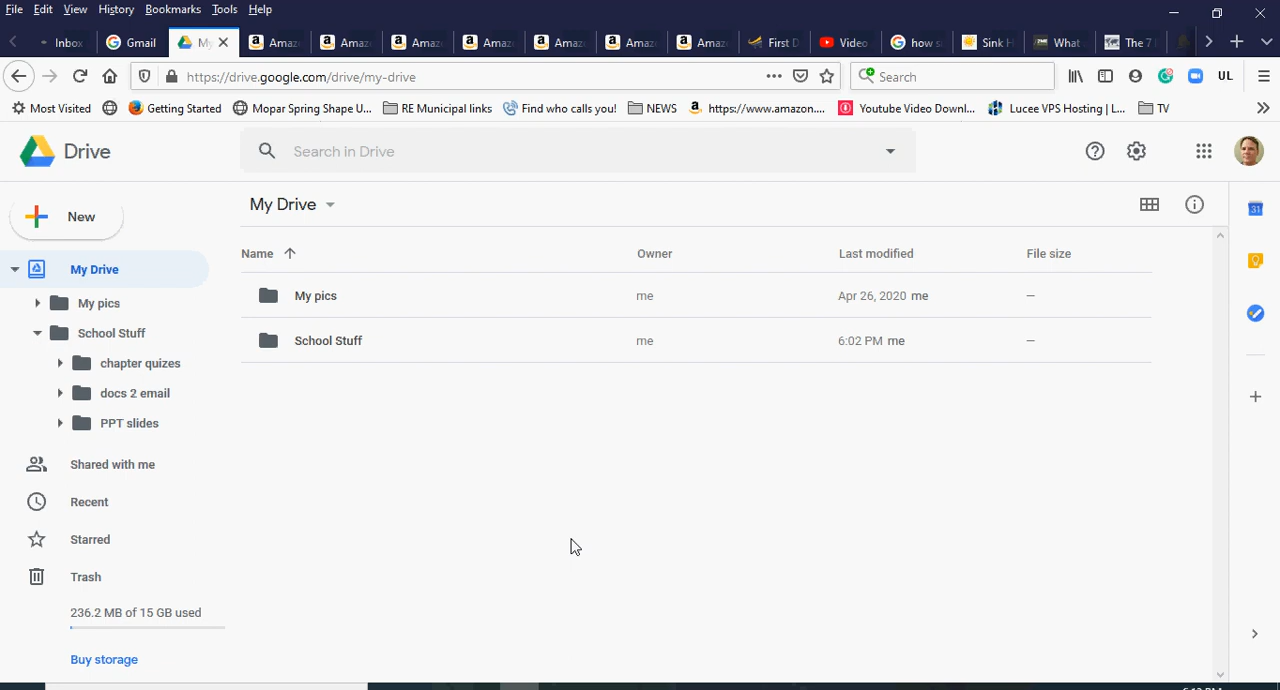 File Edit View History Bookmarks Tools Help
Inbox Gmail My Amaz Amaz Amaz Amaz Amaz Amaz Amaz First D Video how s Sink H What The 7
https://drive.google.com/drive/my-drive Search UL
Most Visited Getting Started Mopar Spring Shape U... RE Municipal links Find who calls you! NEWS https://www.amazon.... Youtube Video Downl... Lucee VPS Hosting | L... TV
Drive Search in Drive
New My Drive
Name Owner Last modified File size
My Drive
My pics me Apr 26, 2020 me —
My pics
School Stuff me 6:02 PM me —
School Stuff
chapter quizes
docs 2 email
PPT slides
Shared with me
Recent
Starred
Trash
236.2 MB of 15 GB used
Buy storage
31